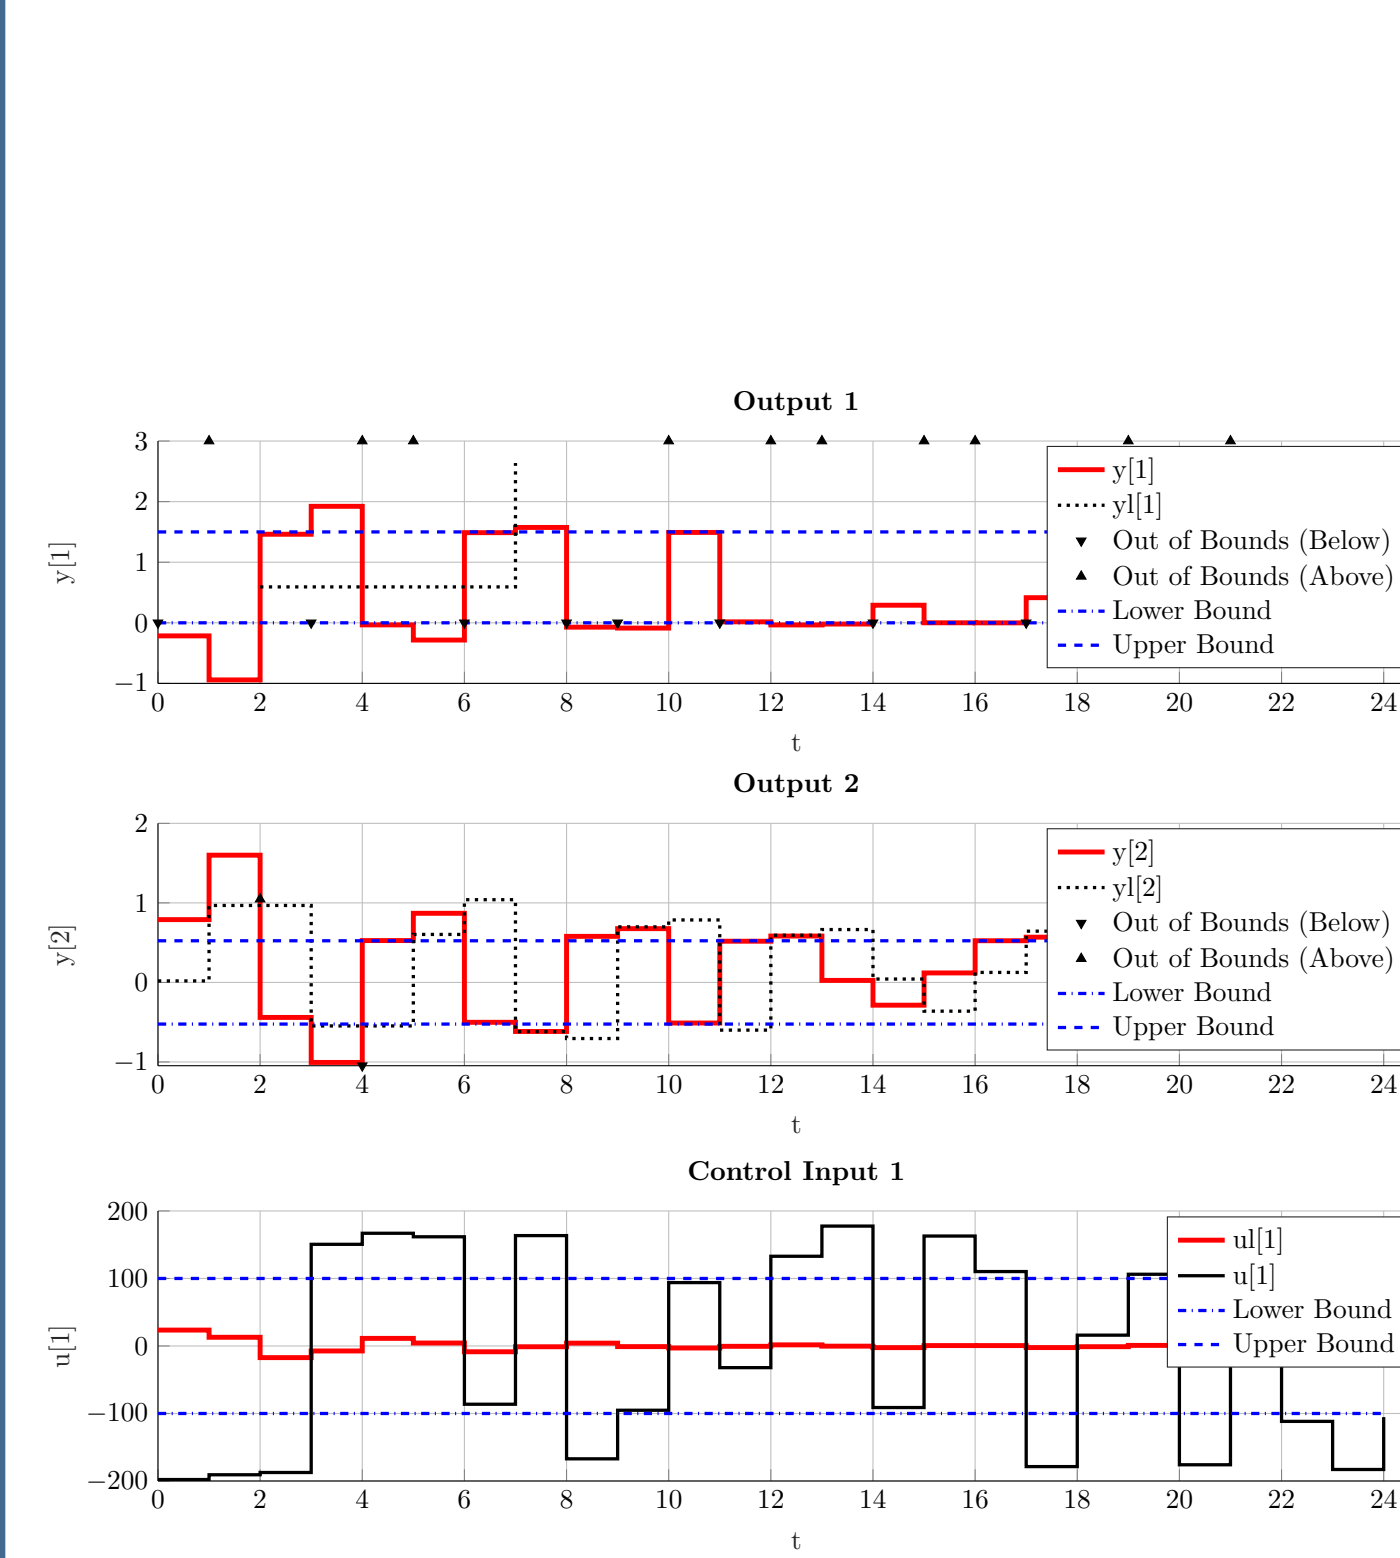 Output 1
3
2
1
0
−1
y[1]
y[1]
yl[1]
Out of Bounds (Below)
Out of Bounds (Above)
Lower Bound
Upper Bound
0 2 4 6 8 10 12 14 16 18 20 22 24
t
Output 2
2
1
0
−1
y[2]
y[2]
yl[2]
Out of Bounds (Below)
Out of Bounds (Above)
Lower Bound
Upper Bound
0 2 4 6 8 10 12 14 16 18 20 22 24
t
Control Input 1
200
100
0
−100
−200
u[1]
ul[1]
u[1]
Lower Bound
Upper Bound
0 2 4 6 8 10 12 14 16 18 20 22 24
t